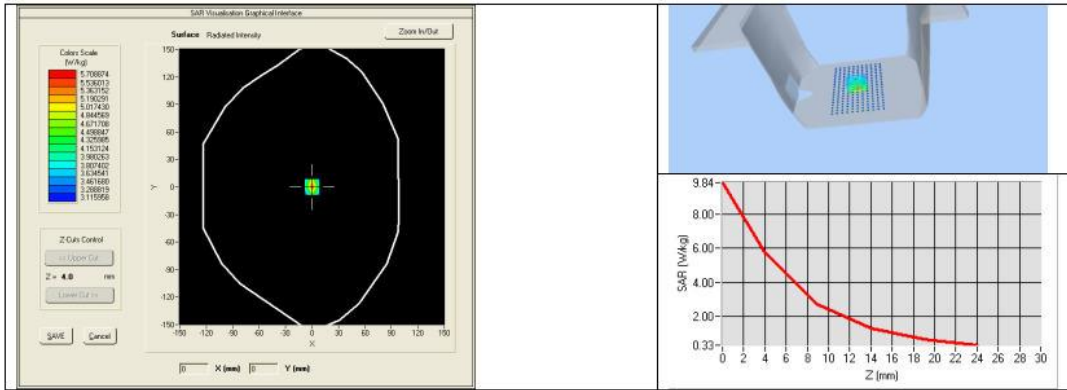 SAR Visualisation Graphical Interface
Surface Radiated Intensity
Zoom In/Out
Colors Scale
(W/kg)
5.708874
5.536013
5.363152
5.190291
5.017430
4.844569
4.671708
4.498847
4.325985
4.153124
3.980263
3.807402
3.634541
3.461680
3.288819
3.115958
Z-Cuts Control
<< Upper Cut
Z = 4.0 mm
Lower Cut >>
SAVE Cancel
150-
120-
90-
60-
30-
0-
-30-
-60-
-90-
-120-
-150-
Y
-150 -120 -90 -60 -30 0 30 60 90 120 150
X
0 X (mm) 0 Y (mm)
9.84
8.00
6.00
4.00
2.00
0.33
SAR (W/kg)
0 2 4 6 8 10 12 14 16 18 20 22 24 26 28 30
Z (mm)